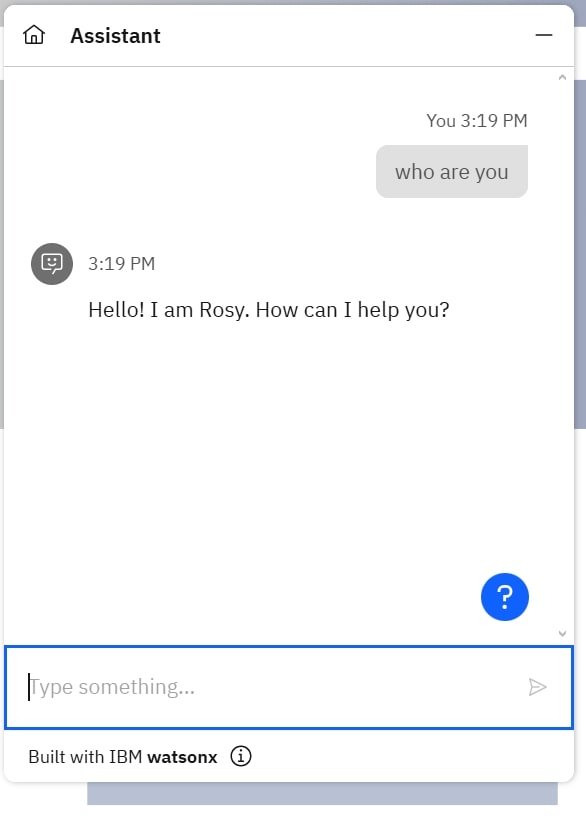 Assistant
You 3:19 PM
who are you
3:19 PM
Hello! I am Rosy. How can I help you?
?
Type something...
Built with IBM watsonx